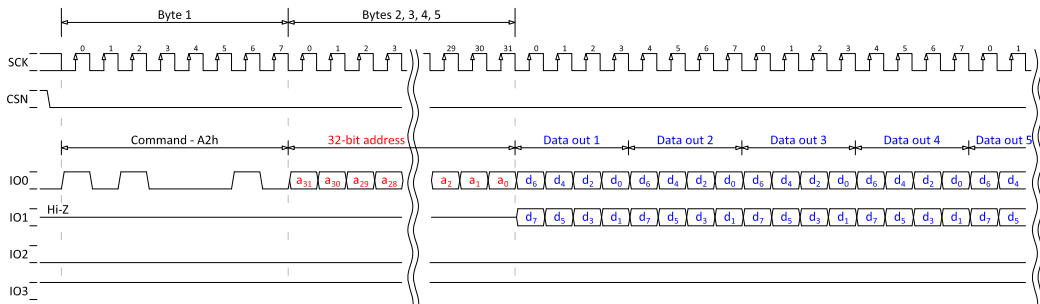 Byte 1 Bytes 2, 3, 4, 5
SCK 0 1 2 3 4 5 6 7 0 1 2 3 29 30 31 0 1 2 3 4 5 6 7 0 1 2 3 4 5 6 7 0 1
CSN
Command - A2h 32-bit address Data out 1 Data out 2 Data out 3 Data out 4 Data out 5
IO0 a31 a30 a29 a28 a2 a1 a0 d6 d4 d2 d0 d6 d4 d2 d0 d6 d4 d2 d0 d6 d4 d2 d0 d6 d4
IO1 Hi-Z d7 d5 d3 d1 d7 d5 d3 d1 d7 d5 d3 d1 d7 d5 d3 d1 d7 d5
IO2
IO3